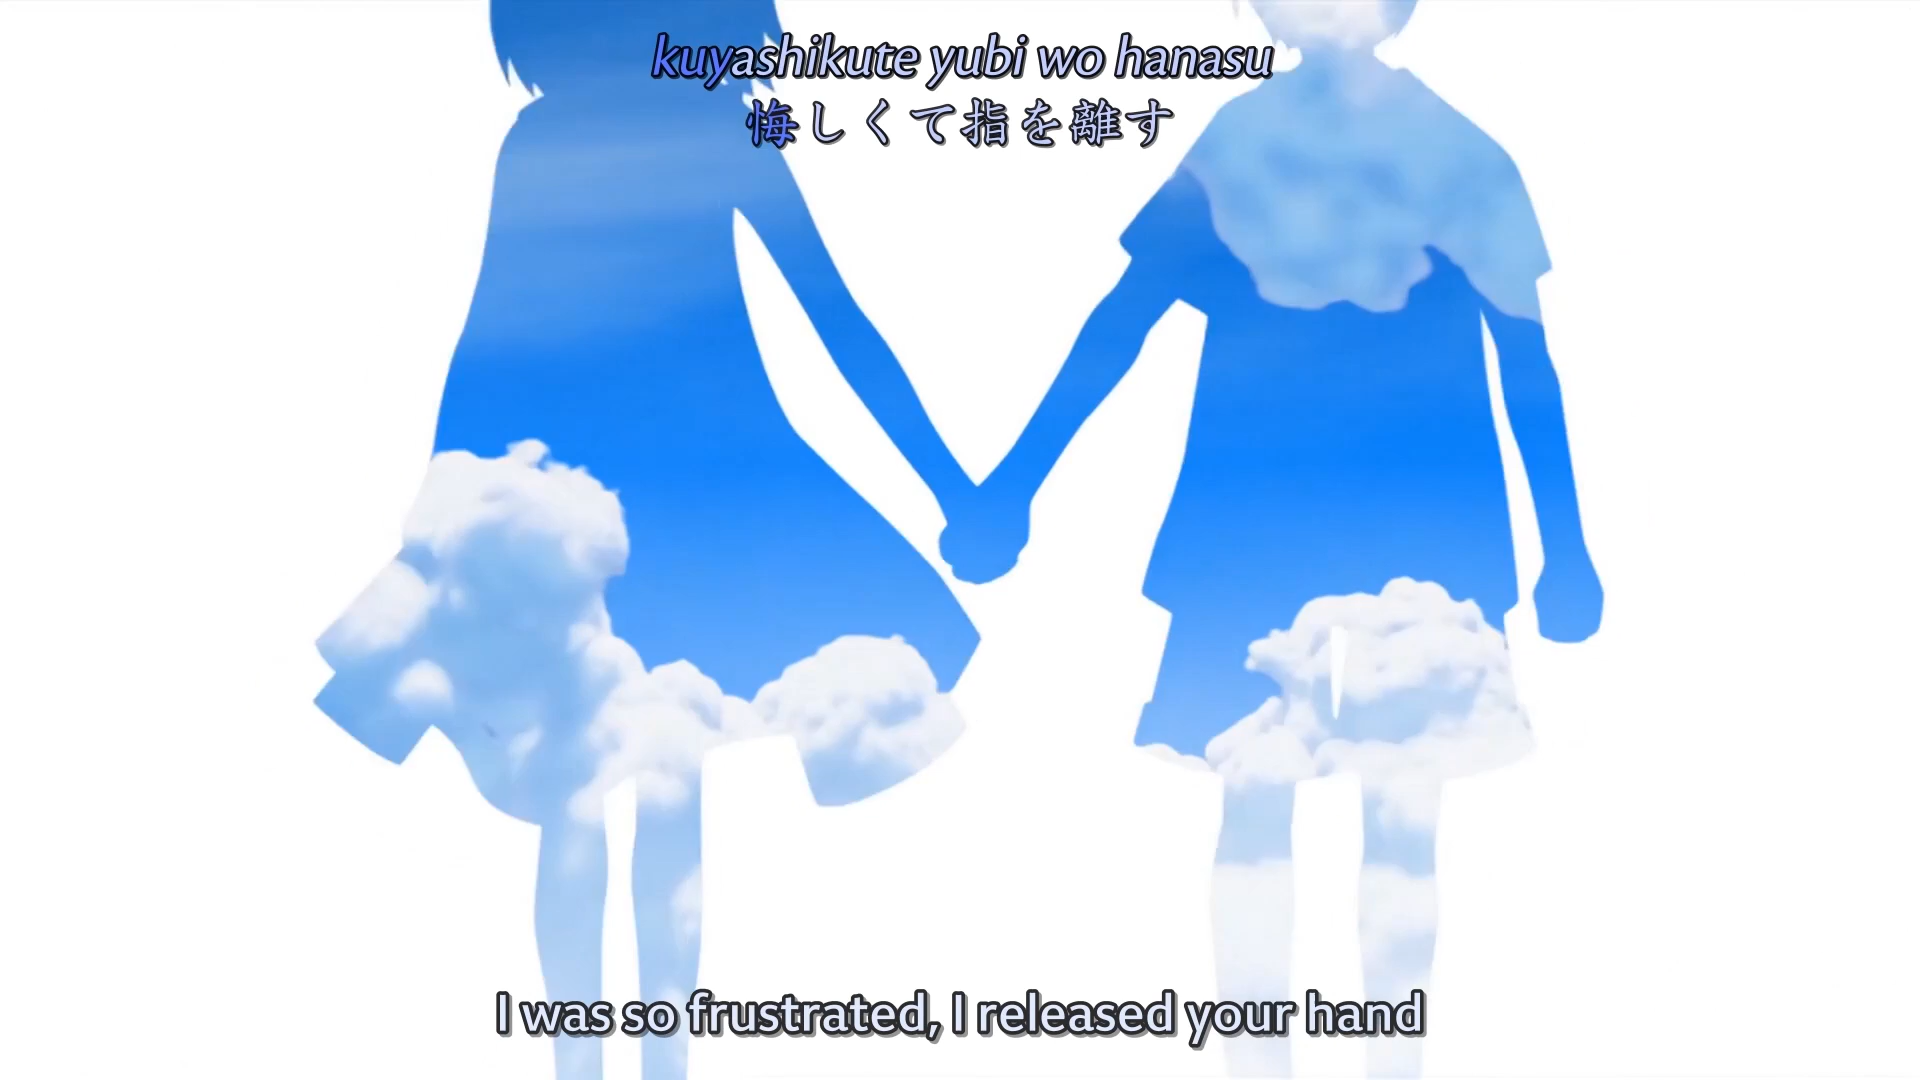 kuyashikute yubi wo hanasu
悔しくて指を離す
I was so frustrated, I released your hand